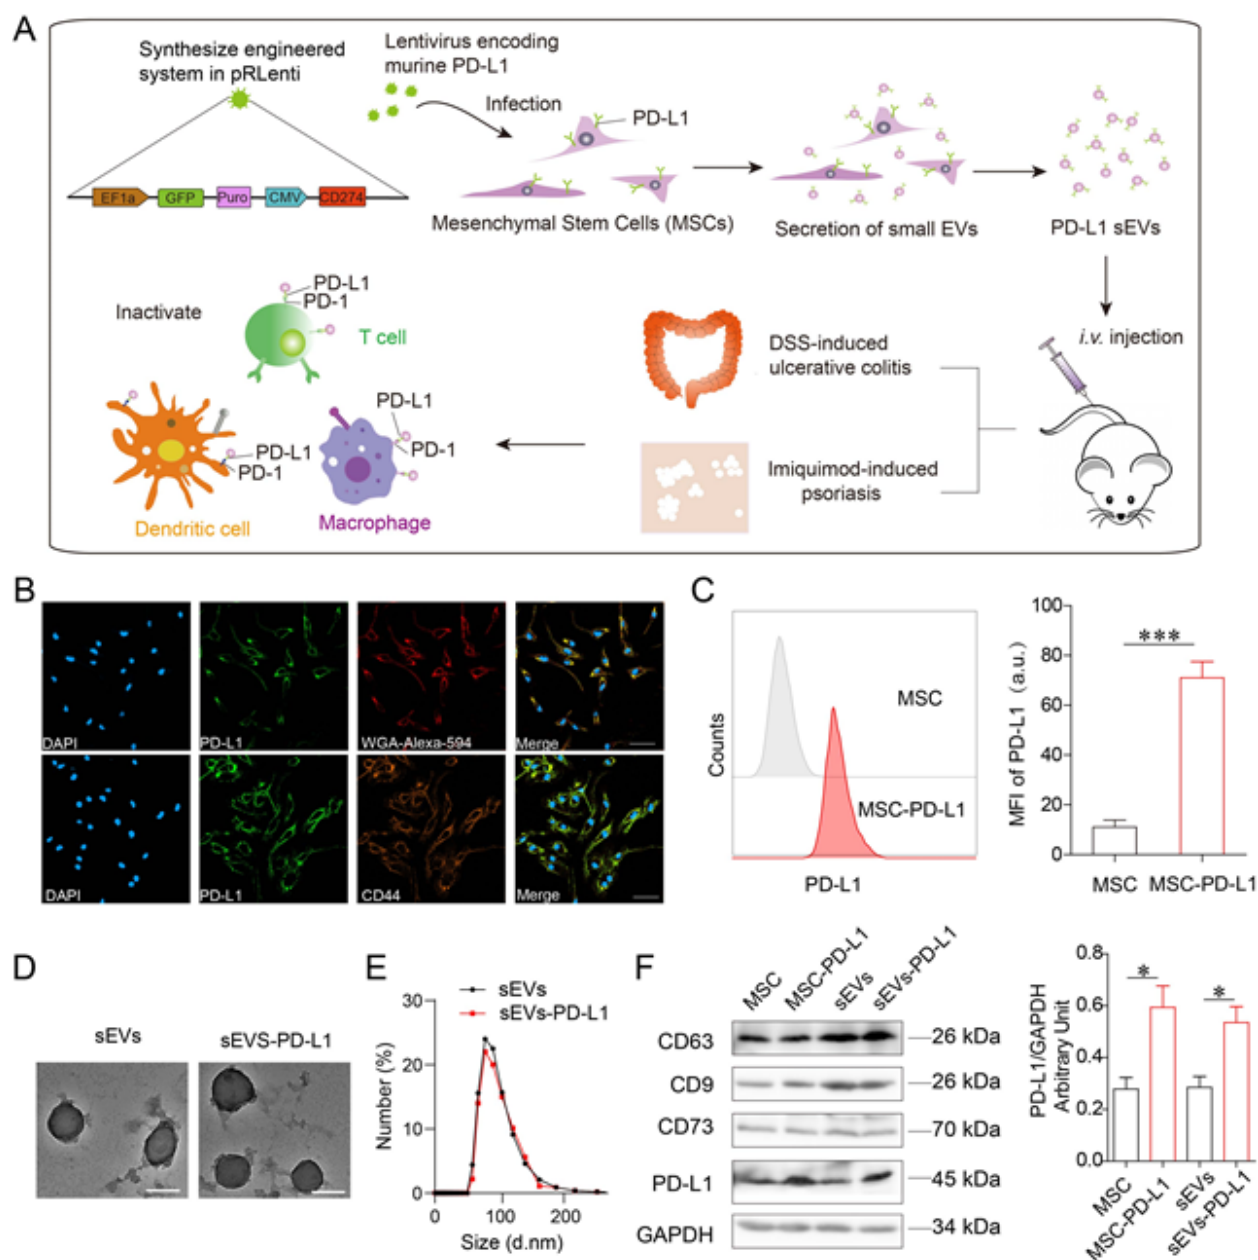 A
Synthesize engineered
system in pRLenti
Lentivirus encoding
murine PD-L1
Infection
PD-L1
EF1a
GFP
Puro
CMV
CD274
Mesenchymal Stem Cells (MSCs)
Secretion of small EVs
PD-L1 sEVs
i.v. injection
Inactivate
PD-L1
PD-1
T cell
PD-L1
PD-1
Dendritic cell
PD-L1
PD-1
Macrophage
DSS-induced
ulcerative colitis
Imiquimod-induced
psoriasis
B
DAPI
PD-L1
WGA-Alexa-594
Merge
DAPI
PD-L1
CD44
Merge
C
Counts
MSC
MSC-PD-L1
PD-L1
MFI of PD-L1 (a.u.)
100
80
60
40
20
0
***
MSC
MSC-PD-L1
D
sEVs
sEVS-PD-L1
E
sEVs
sEVs-PD-L1
Number (%)
30
20
10
0
0
100
200
Size (d.nm)
F
MSC
MSC-PD-L1
sEVs
sEVs-PD-L1
CD63
26 kDa
CD9
26 kDa
CD73
70 kDa
PD-L1
45 kDa
GAPDH
34 kDa
PD-L1/GAPDH
Arbitrary Unit
0.8
0.6
0.4
0.2
0.0
*
*
MSC
MSC-PD-L1
sEVs
sEVs-PD-L1